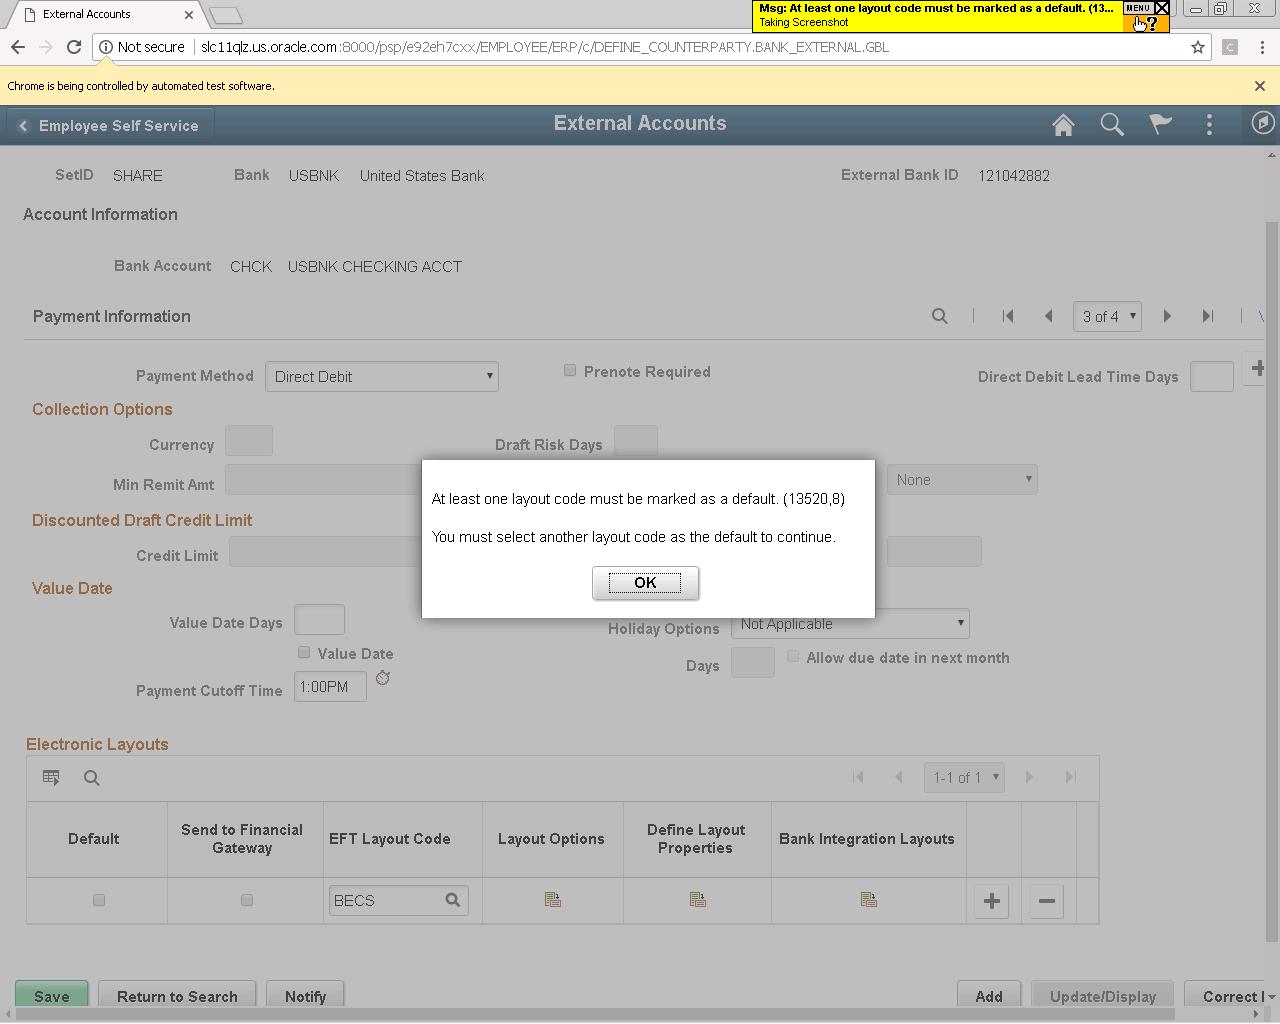 External Accounts
Msg: At least one layout code must be marked as a default. (13...
Taking Screenshot
MENU
?
Not secure
slc11qlz.us.oracle.com:8000/psp/e92eh7cxx/EMPLOYEE/ERP/c/DEFINE_COUNTERPARTY.BANK_EXTERNAL.GBL
C
Chrome is being controlled by automated test software.
Employee Self Service
External Accounts
SetID SHARE Bank USBNK United States Bank External Bank ID 121042882
Account Information
Bank Account CHCK USBNK CHECKING ACCT
Payment Information
3 of 4
Payment Method Direct Debit Prenote Required Direct Debit Lead Time Days
Collection Options
Currency Draft Risk Days
Min Remit Amt None
At least one layout code must be marked as a default. (13520,8)
Discounted Draft Credit Limit
You must select another layout code as the default to continue.
Credit Limit
OK
Value Date
Value Date Days Holiday Options Not Applicable
Value Date Days Allow due date in next month
Payment Cutoff Time 1:00PM
Electronic Layouts
1-1 of 1
Default Send to Financial Gateway EFT Layout Code Layout Options Define Layout Properties Bank Integration Layouts
BECS
Save Return to Search Notify Add Update/Display Correct